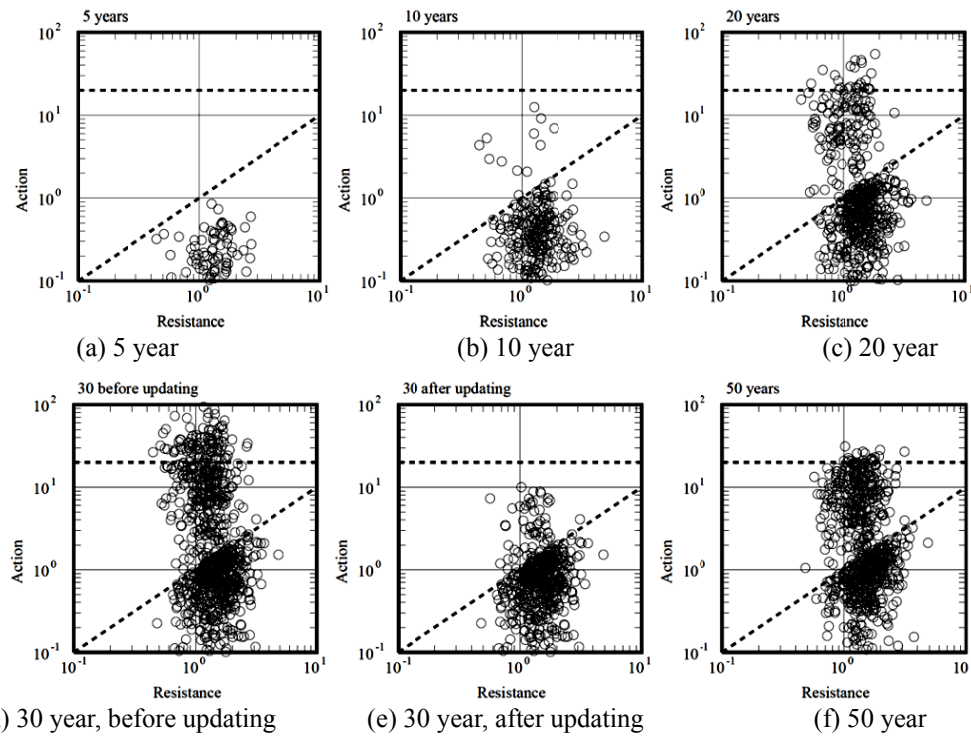 5 years
10 years
20 years
Action
10²
10¹
10⁰
10⁻¹
10⁻¹
10⁰
10¹
Resistance
Action
10²
10¹
10⁰
10⁻¹
10⁻¹
10⁰
10¹
Resistance
Action
10²
10¹
10⁰
10⁻¹
10⁻¹
10⁰
10¹
Resistance
(a) 5 year
(b) 10 year
(c) 20 year
30 before updating
30 after updating
50 years
Action
10²
10¹
10⁰
10⁻¹
10⁻¹
10⁰
10¹
Resistance
Action
10²
10¹
10⁰
10⁻¹
10⁻¹
10⁰
10¹
Resistance
Action
10²
10¹
10⁰
10⁻¹
10⁻¹
10⁰
10¹
Resistance
) 30 year, before updating
(e) 30 year, after updating
(f) 50 year